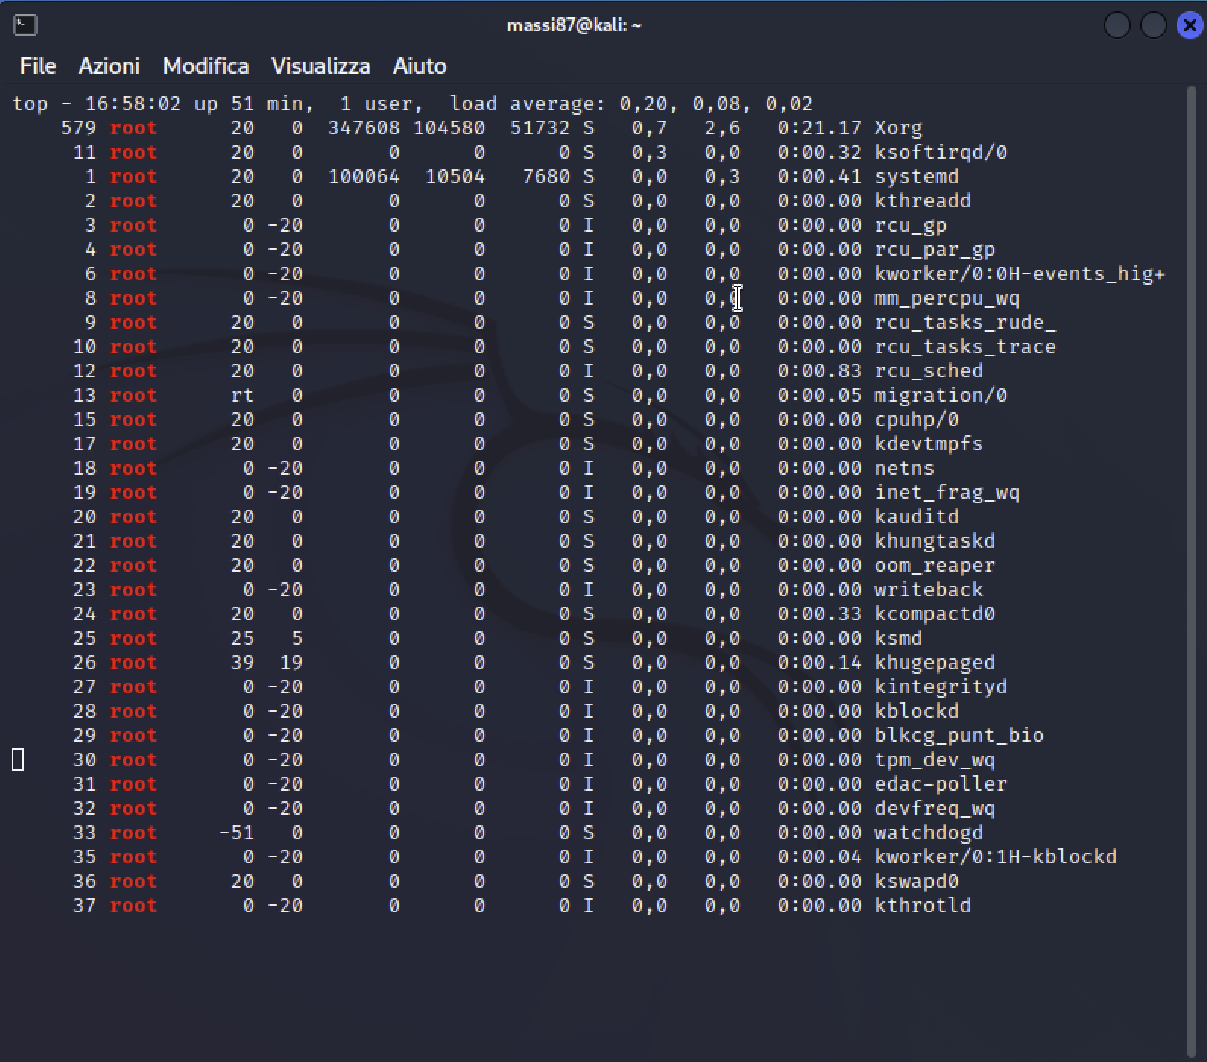 massi87@kali: ~
File Azioni Modifica Visualizza Aiuto
top - 16:58:02 up 51 min, 1 user, load average: 0,20, 0,08, 0,02
579 root 20 0 347608 104580 51732 S 0,7 2,6 0:21.17 Xorg
11 root 20 0 0 0 0 S 0,3 0,0 0:00.32 ksoftirqd/0
1 root 20 0 100064 10504 7680 S 0,0 0,3 0:00.41 systemd
2 root 20 0 0 0 0 S 0,0 0,0 0:00.00 kthreadd
3 root 0 -20 0 0 0 I 0,0 0,0 0:00.00 rcu_gp
4 root 0 -20 0 0 0 I 0,0 0,0 0:00.00 rcu_par_gp
6 root 0 -20 0 0 0 I 0,0 0,0 0:00.00 kworker/0:0H-events_hig+
8 root 0 -20 0 0 0 I 0,0 0,0 0:00.00 mm_percpu_wq
9 root 20 0 0 0 0 S 0,0 0,0 0:00.00 rcu_tasks_rude_
10 root 20 0 0 0 0 S 0,0 0,0 0:00.00 rcu_tasks_trace
12 root 20 0 0 0 0 I 0,0 0,0 0:00.83 rcu_sched
13 root rt 0 0 0 0 S 0,0 0,0 0:00.05 migration/0
15 root 20 0 0 0 0 S 0,0 0,0 0:00.00 cpuhp/0
17 root 20 0 0 0 0 S 0,0 0,0 0:00.00 kdevtmpfs
18 root 0 -20 0 0 0 I 0,0 0,0 0:00.00 netns
19 root 0 -20 0 0 0 I 0,0 0,0 0:00.00 inet_frag_wq
20 root 20 0 0 0 0 S 0,0 0,0 0:00.00 kauditd
21 root 20 0 0 0 0 S 0,0 0,0 0:00.00 khungtaskd
22 root 20 0 0 0 0 S 0,0 0,0 0:00.00 oom_reaper
23 root 0 -20 0 0 0 I 0,0 0,0 0:00.00 writeback
24 root 20 0 0 0 0 S 0,0 0,0 0:00.33 kcompactd0
25 root 25 5 0 0 0 S 0,0 0,0 0:00.00 ksmd
26 root 39 19 0 0 0 S 0,0 0,0 0:00.14 khugepaged
27 root 0 -20 0 0 0 I 0,0 0,0 0:00.00 kintegrityd
28 root 0 -20 0 0 0 I 0,0 0,0 0:00.00 kblockd
29 root 0 -20 0 0 0 I 0,0 0,0 0:00.00 blkcg_punt_bio
30 root 0 -20 0 0 0 I 0,0 0,0 0:00.00 tpm_dev_wq
31 root 0 -20 0 0 0 I 0,0 0,0 0:00.00 edac-poller
32 root 0 -20 0 0 0 I 0,0 0,0 0:00.00 devfreq_wq
33 root -51 0 0 0 0 S 0,0 0,0 0:00.00 watchdogd
35 root 0 -20 0 0 0 I 0,0 0,0 0:00.04 kworker/0:1H-kblockd
36 root 20 0 0 0 0 S 0,0 0,0 0:00.00 kswapd0
37 root 0 -20 0 0 0 I 0,0 0,0 0:00.00 kthrotld